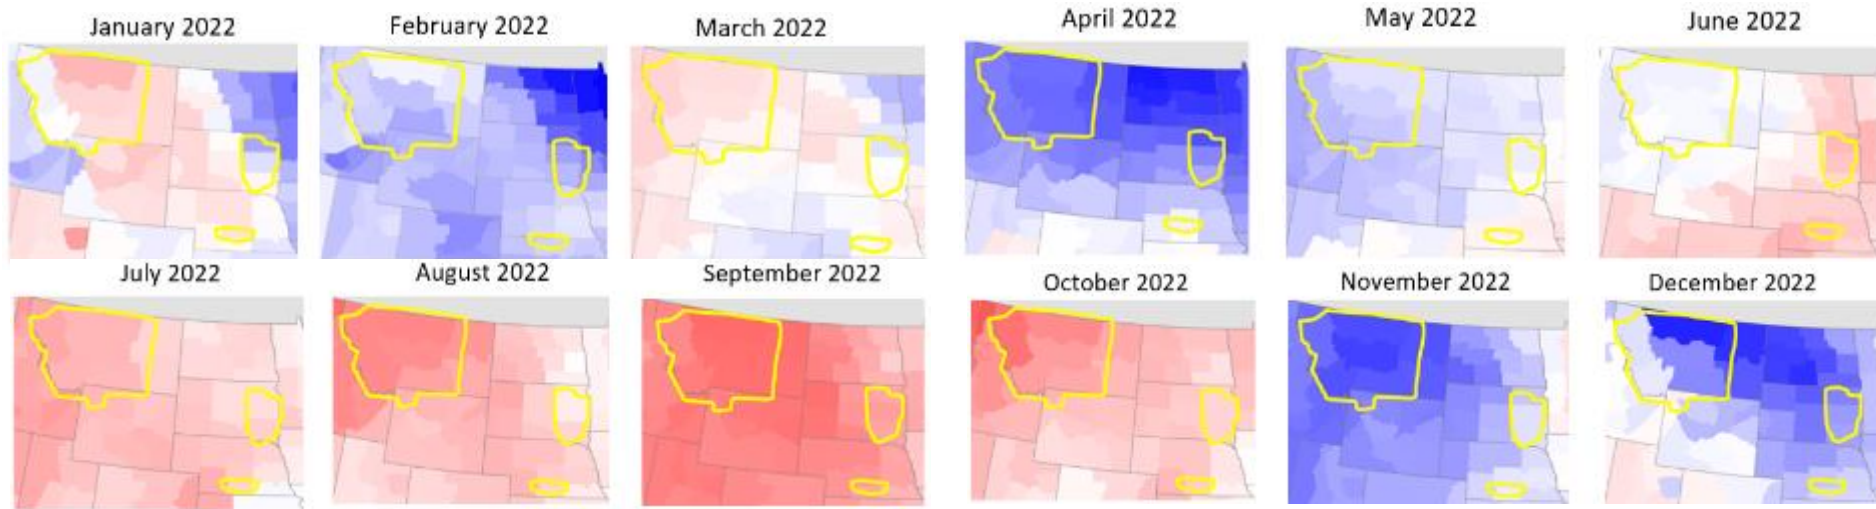 January 2022
February 2022
March 2022
April 2022
May 2022
June 2022
July 2022
August 2022
September 2022
October 2022
November 2022
December 2022